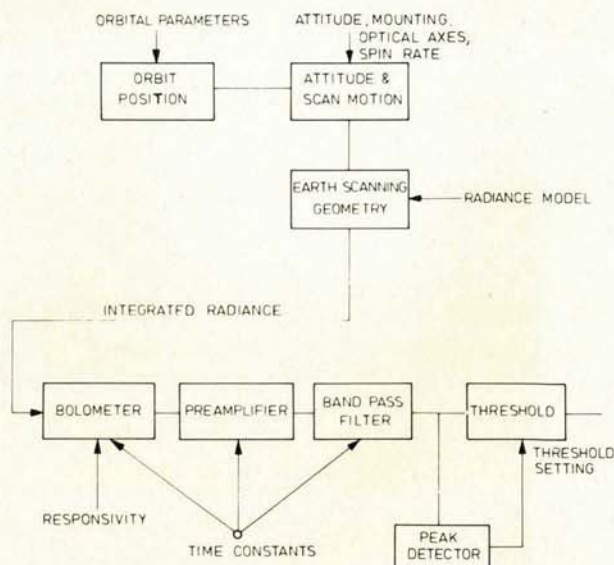 ORBITAL PARAMETERS
ATTITUDE, MOUNTING,
OPTICAL AXES,
SPIN RATE
ORBIT
POSITION
ATTITUDE &
SCAN MOTION
EARTH SCANNING
GEOMETRY
RADIANCE MODEL
INTEGRATED RADIANCE
BOLOMETER
PREAMPLIFIER
BAND PASS
FILTER
THRESHOLD
THRESHOLD
SETTING
RESPONSIVITY
TIME CONSTANTS
PEAK
DETECTOR